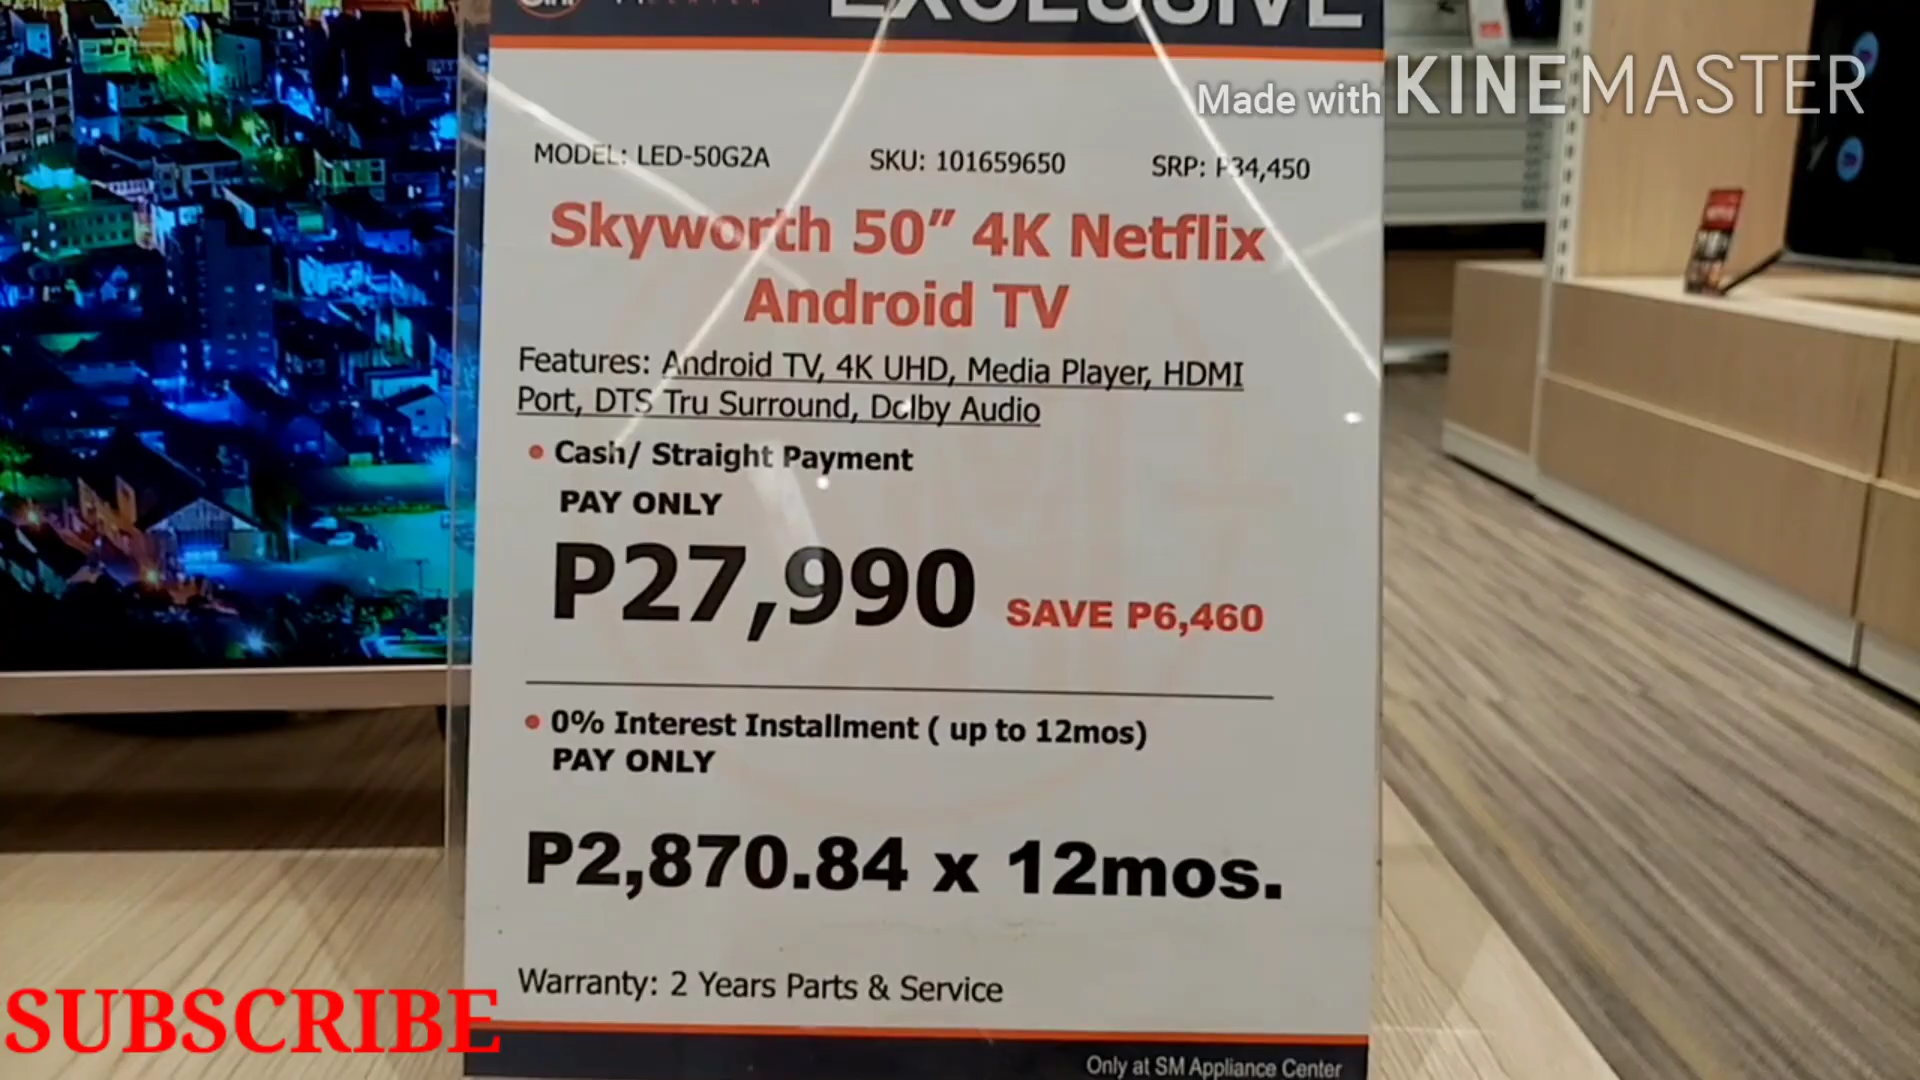 EXCLUSIVE
Made with KINEMASTER
MODEL: LED-50G2A SKU: 101659650 SRP: P34,450
Skyworth 50" 4K Netflix
Android TV
Features: Android TV, 4K UHD, Media Player, HDMI
Port, DTS Tru Surround, Dolby Audio
• Cash/ Straight Payment
PAY ONLY
P27,990 SAVE P6,460
• 0% Interest Installment ( up to 12mos)
PAY ONLY
P2,870.84 x 12mos.
Warranty: 2 Years Parts & Service
SUBSCRIBE
Only at SM Appliance Center